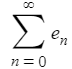 ∞
∑ eₙ
n = 0